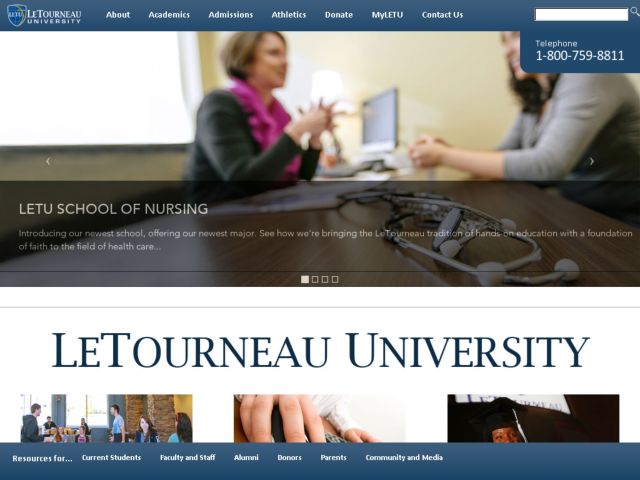 LETU
LETOURNEAU
UNIVERSITY
About Academics Admissions Athletics Donate MyLETU Contact Us
Telephone
1-800-759-8811
LETU SCHOOL OF NURSING
Introducing our newest school, offering our newest major. See how we're bringing the LeTourneau tradition of hands-on education with a foundation
of faith to the field of health care...
LETOURNEAU UNIVERSITY
Resources for... Current Students Faculty and Staff Alumni Donors Parents Community and Media